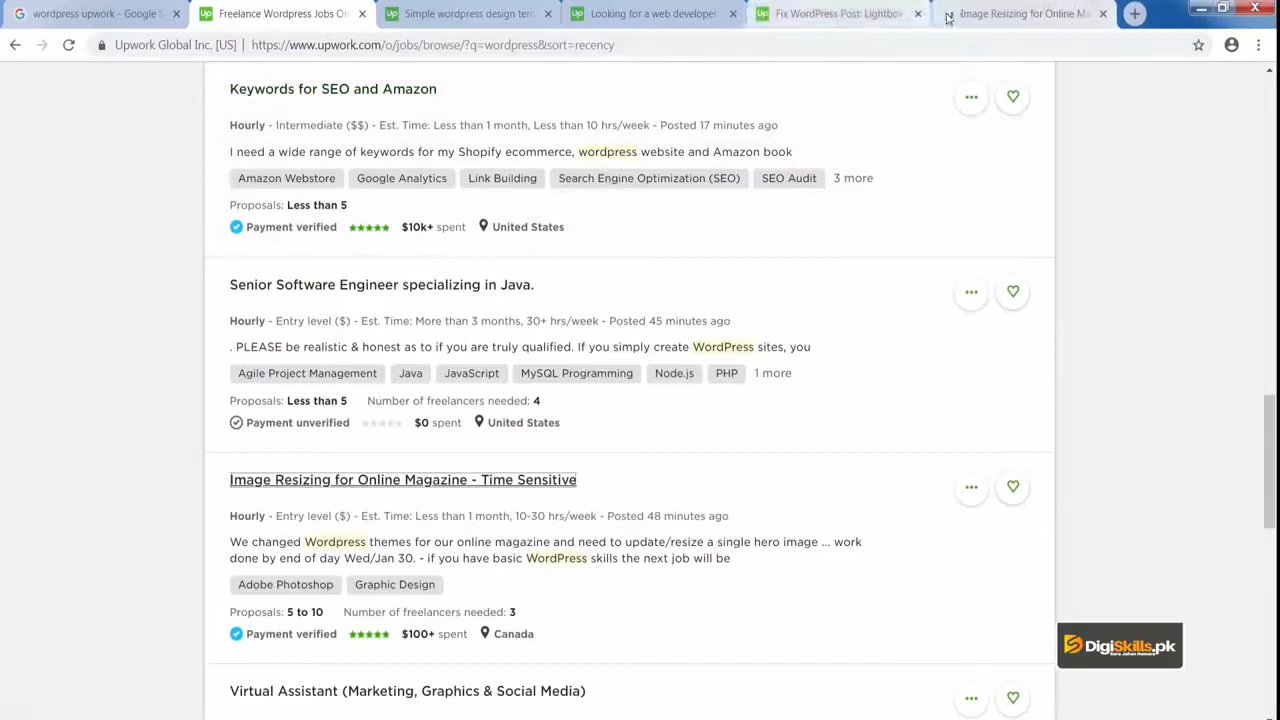 wordpress upwork - Google S
Freelance Wordpress Jobs On
Simple wordpress design tem
Looking for a web developer
Fix WordPress Post: Lightbox
Image Resizing for Online Ma
Upwork Global Inc. [US] | https://www.upwork.com/o/jobs/browse/?q=wordpress&sort=recency
Keywords for SEO and Amazon
Hourly - Intermediate ($$) - Est. Time: Less than 1 month, Less than 10 hrs/week - Posted 17 minutes ago
I need a wide range of keywords for my Shopify ecommerce, wordpress website and Amazon book
Amazon Webstore Google Analytics Link Building Search Engine Optimization (SEO) SEO Audit 3 more
Proposals: Less than 5
Payment verified $10k+ spent United States
Senior Software Engineer specializing in Java.
Hourly - Entry level ($) - Est. Time: More than 3 months, 30+ hrs/week - Posted 45 minutes ago
. PLEASE be realistic & honest as to if you are truly qualified. If you simply create WordPress sites, you
Agile Project Management Java JavaScript MySQL Programming Node.js PHP 1 more
Proposals: Less than 5 Number of freelancers needed: 4
Payment unverified $0 spent United States
Image Resizing for Online Magazine - Time Sensitive
Hourly - Entry level ($) - Est. Time: Less than 1 month, 10-30 hrs/week - Posted 48 minutes ago
We changed Wordpress themes for our online magazine and need to update/resize a single hero image ... work
done by end of day Wed/Jan 30. - if you have basic WordPress skills the next job will be
Adobe Photoshop Graphic Design
Proposals: 5 to 10 Number of freelancers needed: 3
Payment verified $100+ spent Canada
DigiSkills.pk
Virtual Assistant (Marketing, Graphics & Social Media)